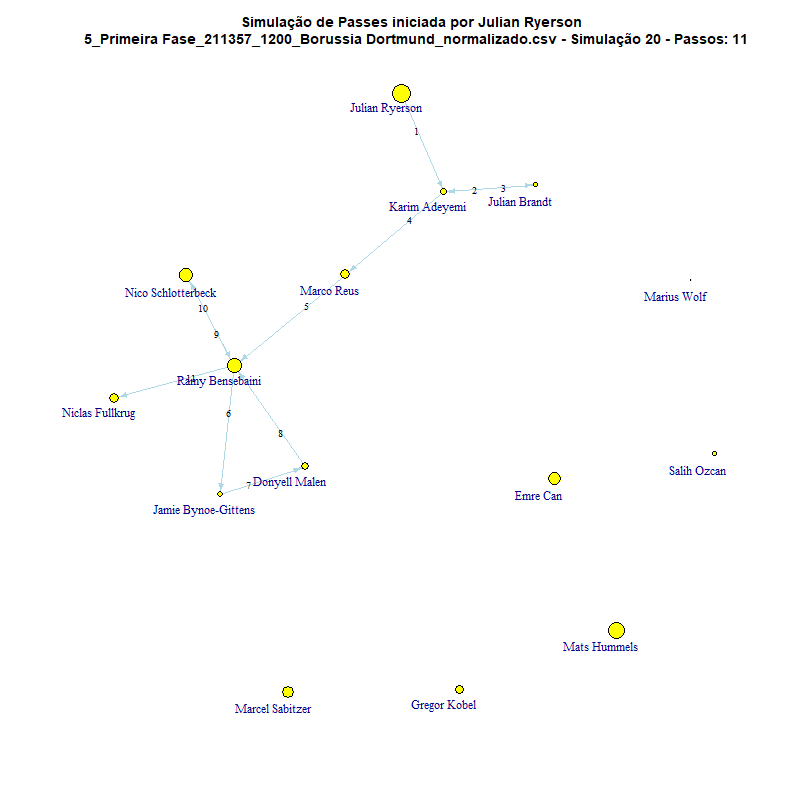 Simulação de Passes iniciada por Julian Ryerson
5_Primeira Fase_211357_1200_Borussia Dortmund_normalizado.csv - Simulação 20 - Passos: 11
Julian Ryerson
1
2
3
Karim Adeyemi
Julian Brandt
4
Nico Schlotterbeck
Marco Reus
Marius Wolf
10
5
9
Ramy Bensebaini
11
Niclas Fullkrug
6
8
Salih Ozcan
7
Donyell Malen
Emre Can
Jamie Bynoe-Gittens
Mats Hummels
Marcel Sabitzer
Gregor Kobel